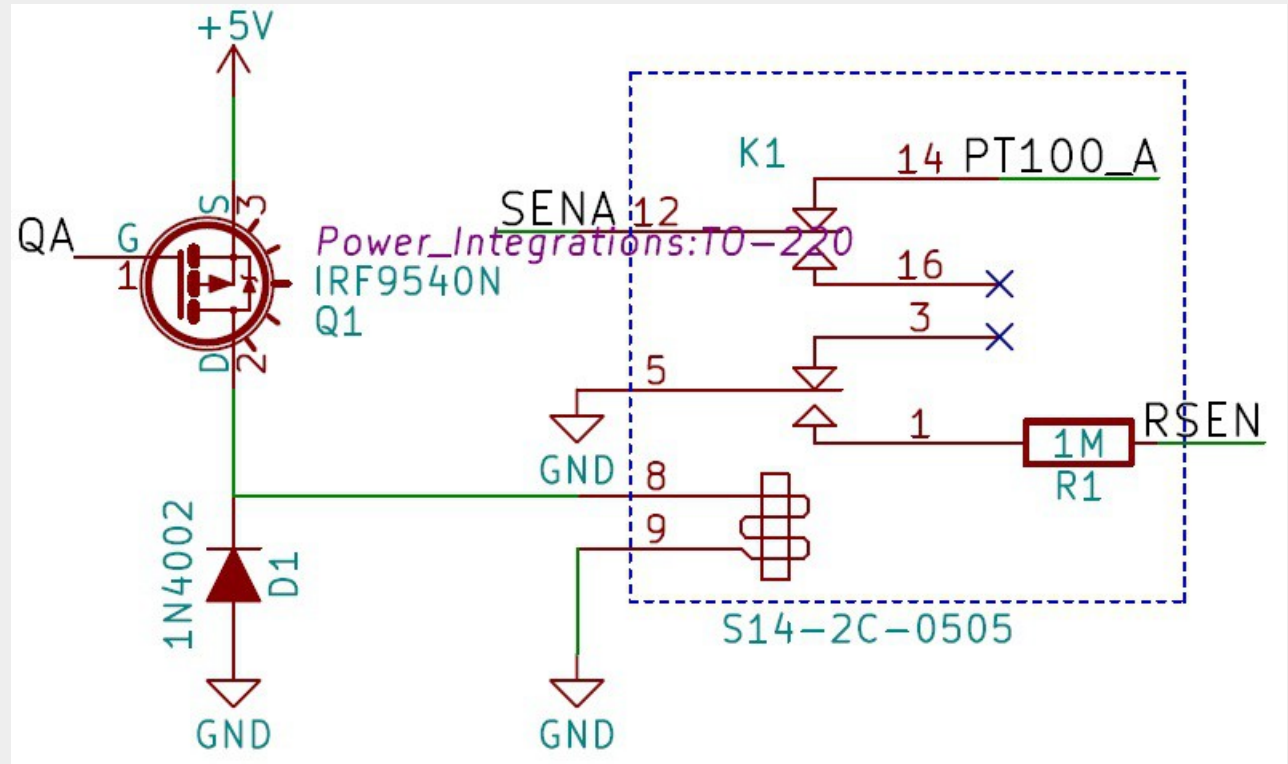 +5V
K1
14 PT100_A
SENA 12
QA G 1
S 3
Power_Integrations:TO-220
IRF9540N
Q1
16
3
D 2
5
GND
1
1M
R1
RSEN
8
9
1N4002
D1
S14-2C-0505
GND
GND